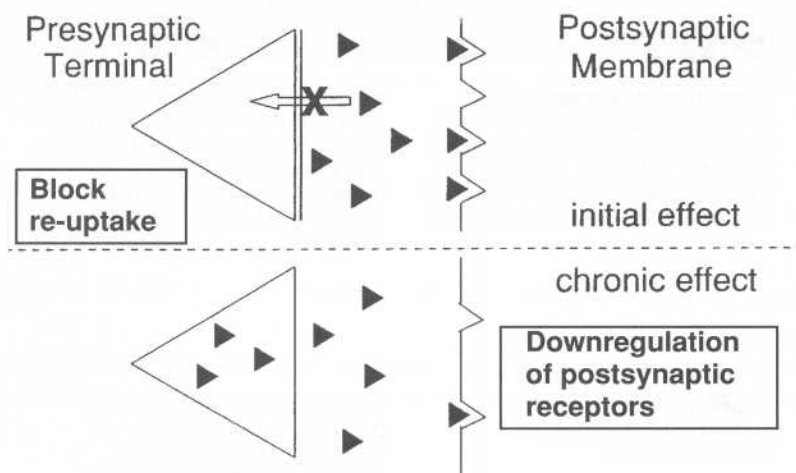 Presynaptic
Terminal
Postsynaptic
Membrane
X
Block
re-uptake
initial effect
chronic effect
Downregulation
of postsynaptic
receptors